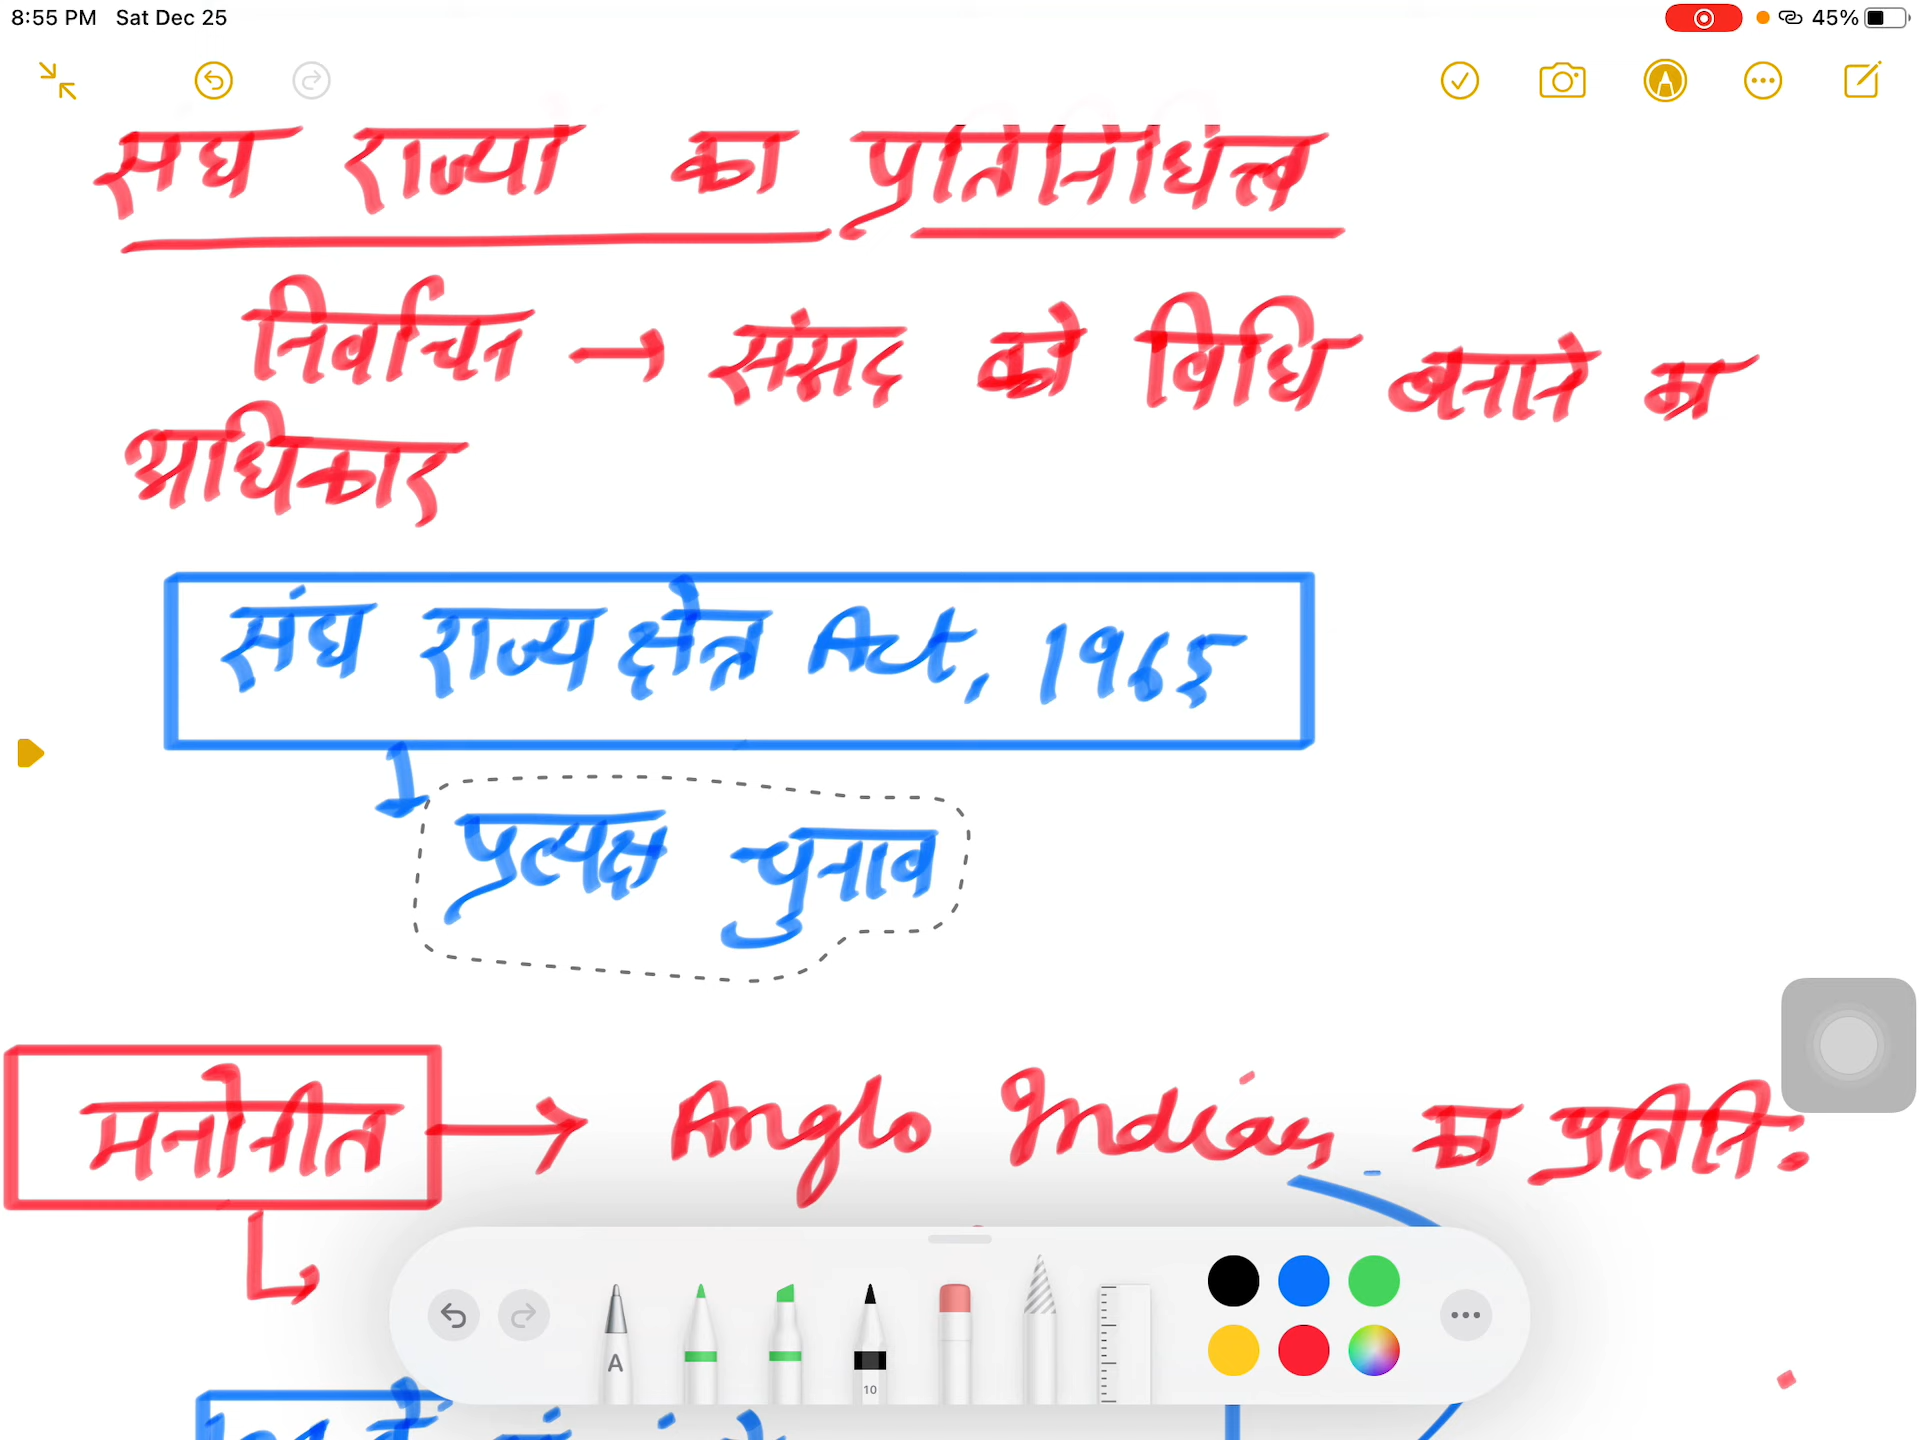 8:55 PM Sat Dec 25
45%
संघ राज्यों का प्रतिनिधित्व
निर्वाचन → संसद को विधि बनाने का
अधिकार
संघ राज्य क्षेत्र Act, 1965
प्रत्यक्ष चुनाव
मनोनीत → Anglo Indian का प्रतिनि:
A
10